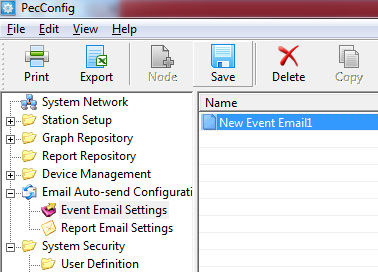 PecConfig
File Edit View Help
Print Export Node Save Delete Copy
System Network
Station Setup
Graph Repository
Report Repository
Device Management
Email Auto-send Configurati
Event Email Settings
Report Email Settings
System Security
User Definition
Name
New Event Email1